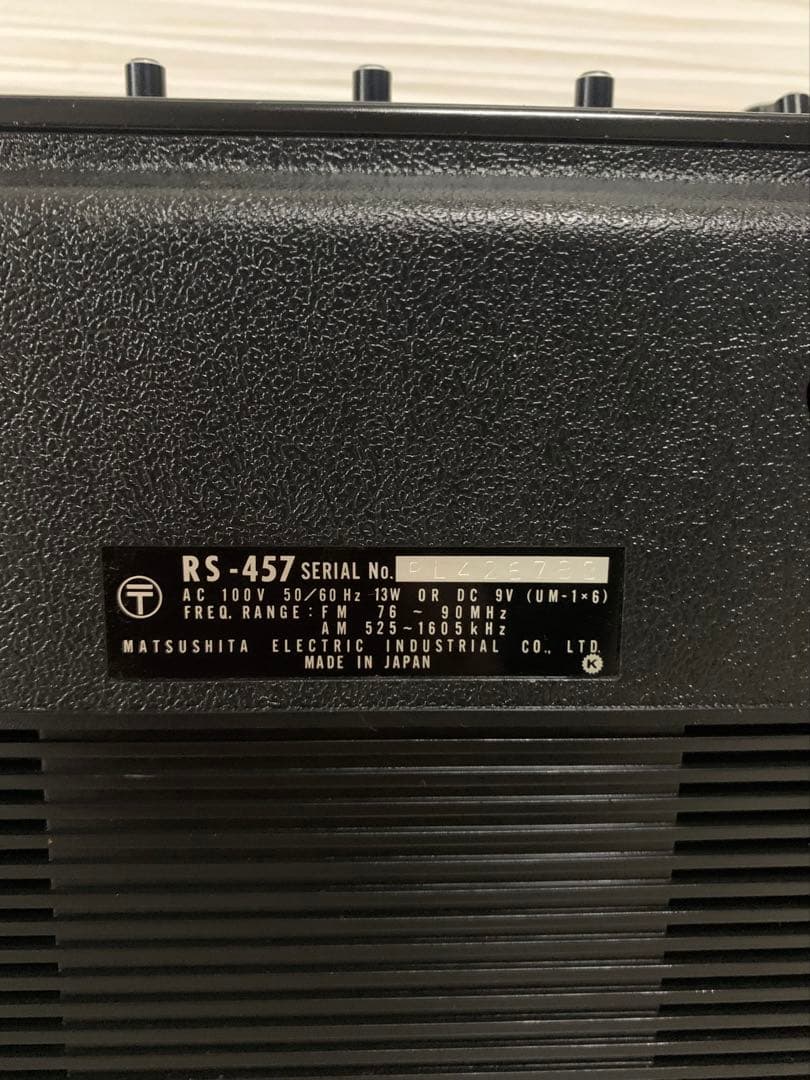 RS-457 SERIAL No.
AC 100V 50/60Hz 13W OR DC 9V (UM-1×6)
FREQ. RANGE: FM 76 ~ 90MHz
AM 525~1605kHz
MATSUSHITA ELECTRIC INDUSTRIAL CO., LTD.
MADE IN JAPAN
K